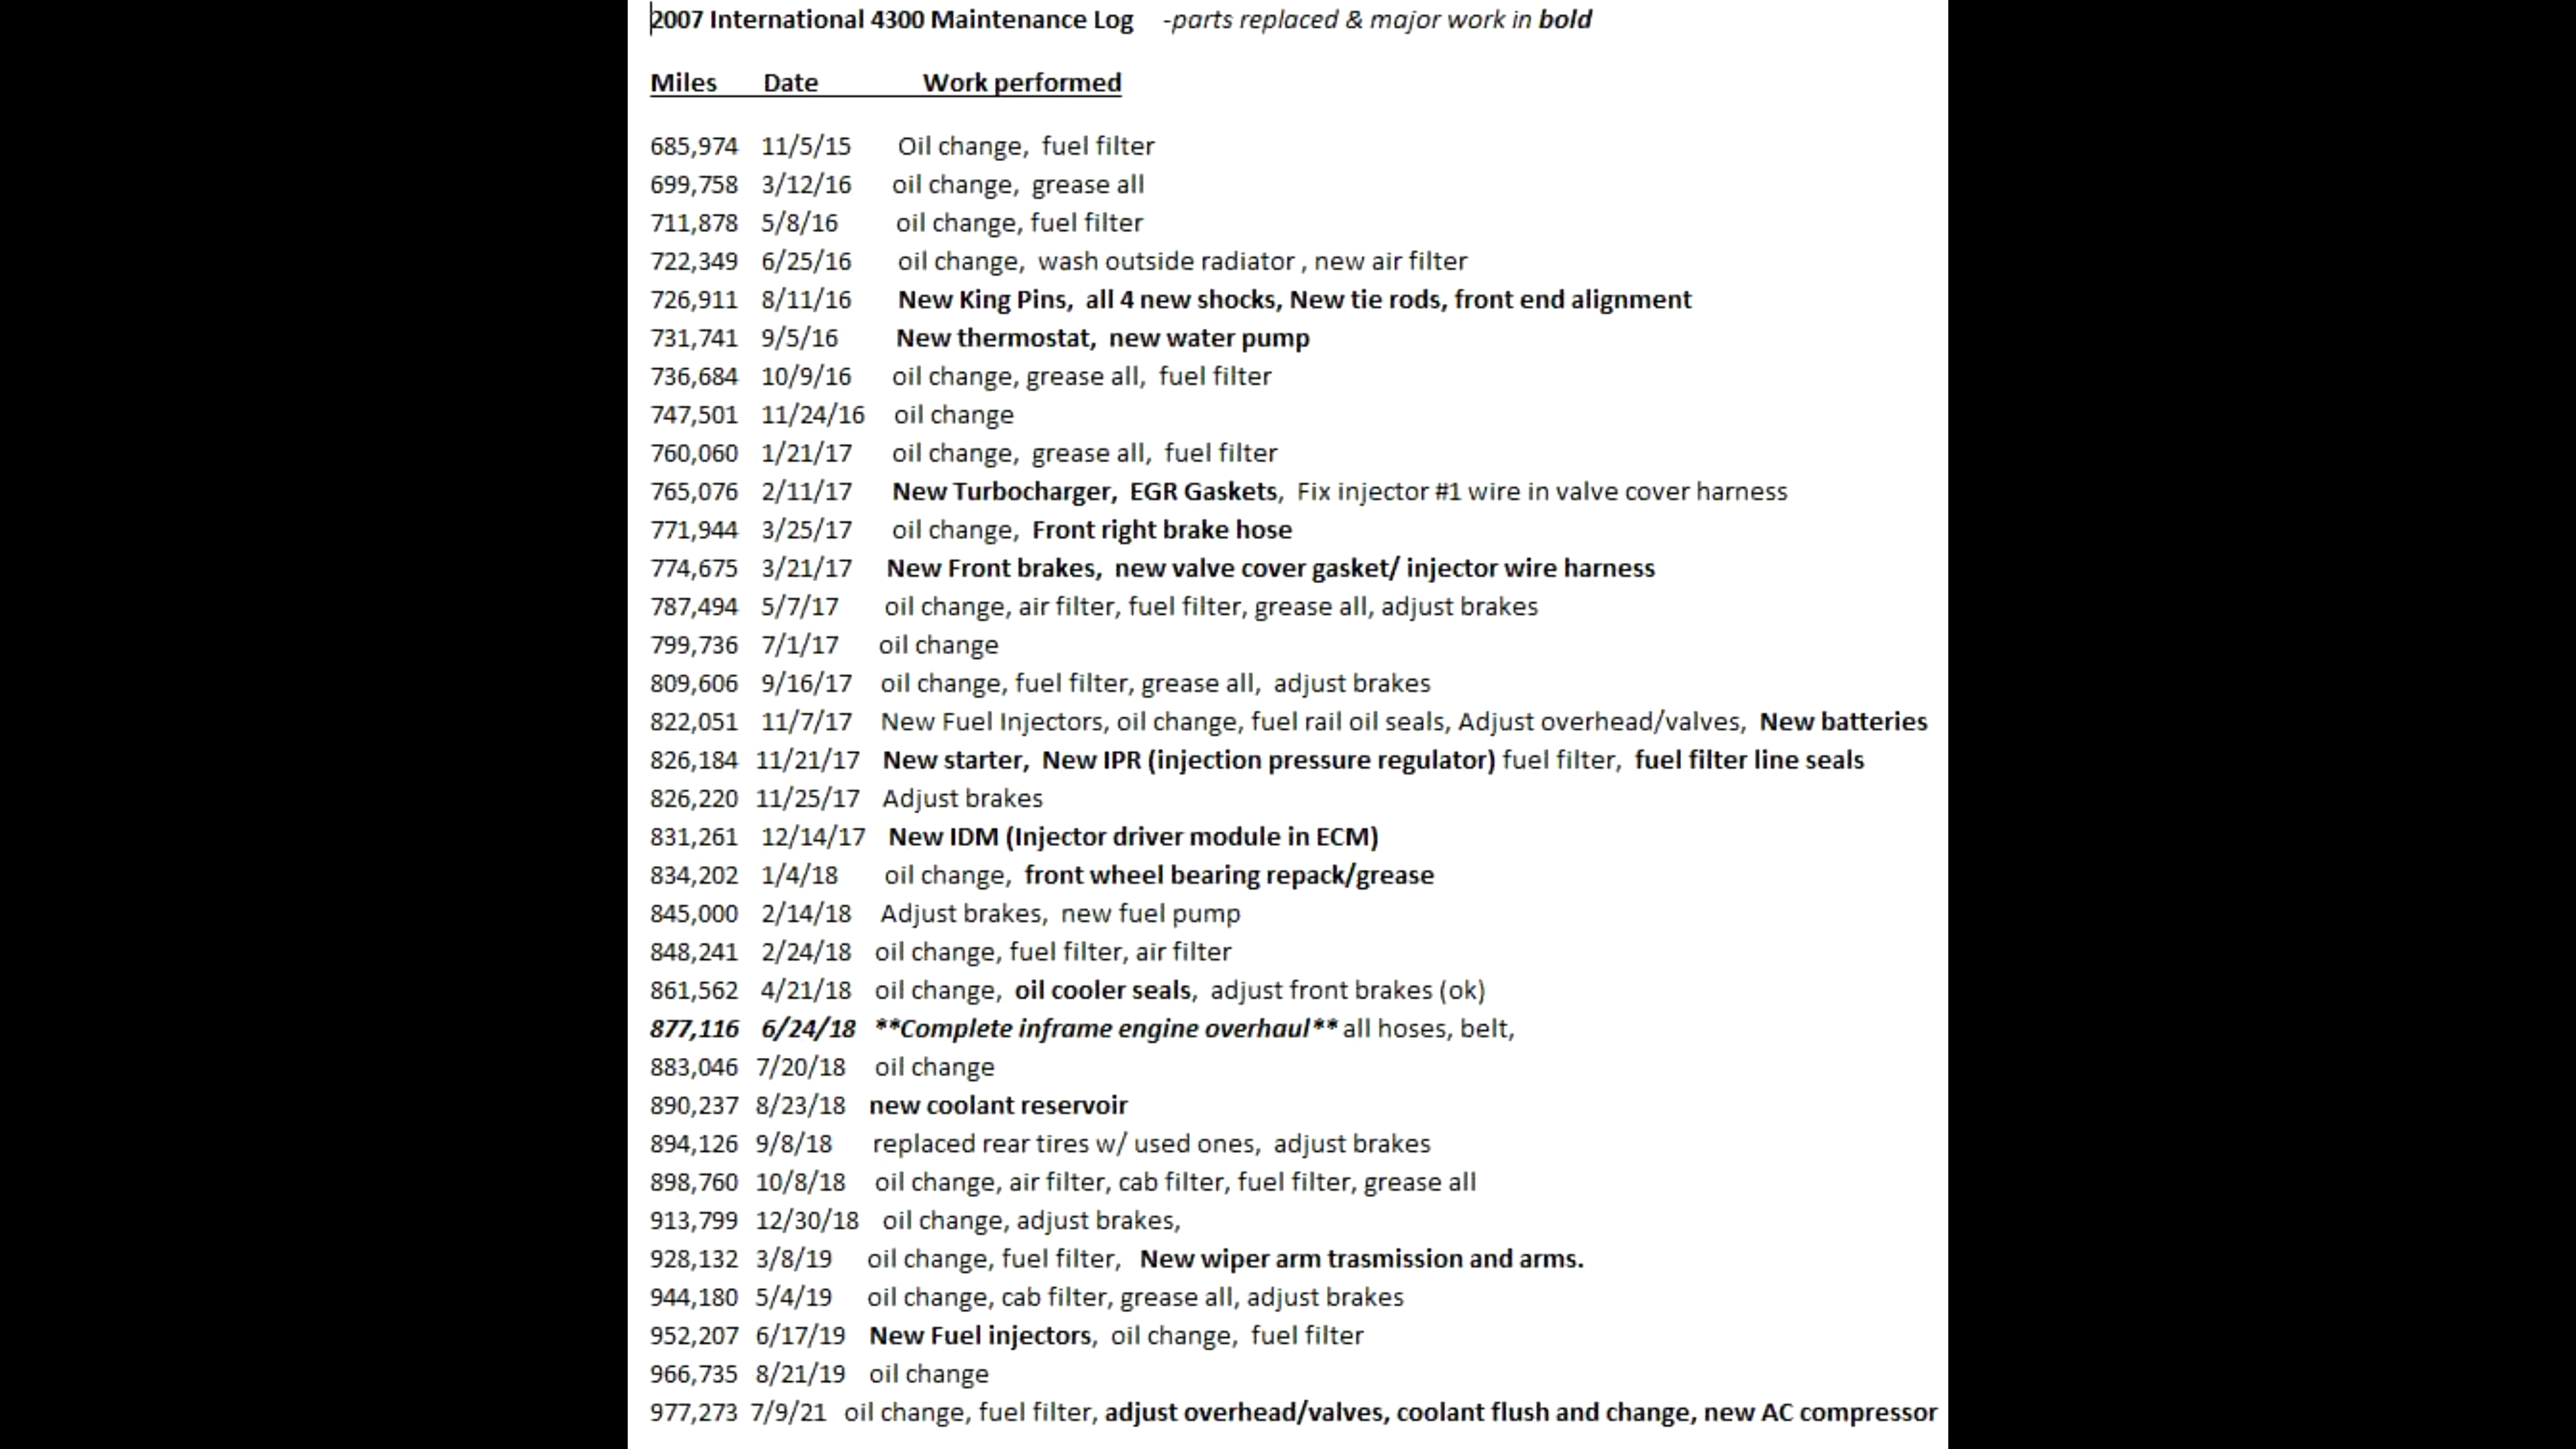 2007 International 4300 Maintenance Log -parts replaced & major work in bold
Miles Date Work performed
685,974 11/5/15 Oil change, fuel filter
699,758 3/12/16 oil change, grease all
711,878 5/8/16 oil change, fuel filter
722,349 6/25/16 oil change, wash outside radiator , new air filter
726,911 8/11/16 New King Pins, all 4 new shocks, New tie rods, front end alignment
731,741 9/5/16 New thermostat, new water pump
736,684 10/9/16 oil change, grease all, fuel filter
747,501 11/24/16 oil change
760,060 1/21/17 oil change, grease all, fuel filter
765,076 2/11/17 New Turbocharger, EGR Gaskets, Fix injector #1 wire in valve cover harness
771,944 3/25/17 oil change, Front right brake hose
774,675 3/21/17 New Front brakes, new valve cover gasket/ injector wire harness
787,494 5/7/17 oil change, air filter, fuel filter, grease all, adjust brakes
799,736 7/1/17 oil change
809,606 9/16/17 oil change, fuel filter, grease all, adjust brakes
822,051 11/7/17 New Fuel Injectors, oil change, fuel rail oil seals, Adjust overhead/valves, New batteries
826,184 11/21/17 New starter, New IPR (injection pressure regulator) fuel filter, fuel filter line seals
826,220 11/25/17 Adjust brakes
831,261 12/14/17 New IDM (Injector driver module in ECM)
834,202 1/4/18 oil change, front wheel bearing repack/grease
845,000 2/14/18 Adjust brakes, new fuel pump
848,241 2/24/18 oil change, fuel filter, air filter
861,562 4/21/18 oil change, oil cooler seals, adjust front brakes (ok)
877,116 6/24/18 **Complete inframe engine overhaul** all hoses, belt,
883,046 7/20/18 oil change
890,237 8/23/18 new coolant reservoir
894,126 9/8/18 replaced rear tires w/ used ones, adjust brakes
898,760 10/8/18 oil change, air filter, cab filter, fuel filter, grease all
913,799 12/30/18 oil change, adjust brakes,
928,132 3/8/19 oil change, fuel filter, New wiper arm trasmission and arms.
944,180 5/4/19 oil change, cab filter, grease all, adjust brakes
952,207 6/17/19 New Fuel injectors, oil change, fuel filter
966,735 8/21/19 oil change
977,273 7/9/21 oil change, fuel filter, adjust overhead/valves, coolant flush and change, new AC compressor